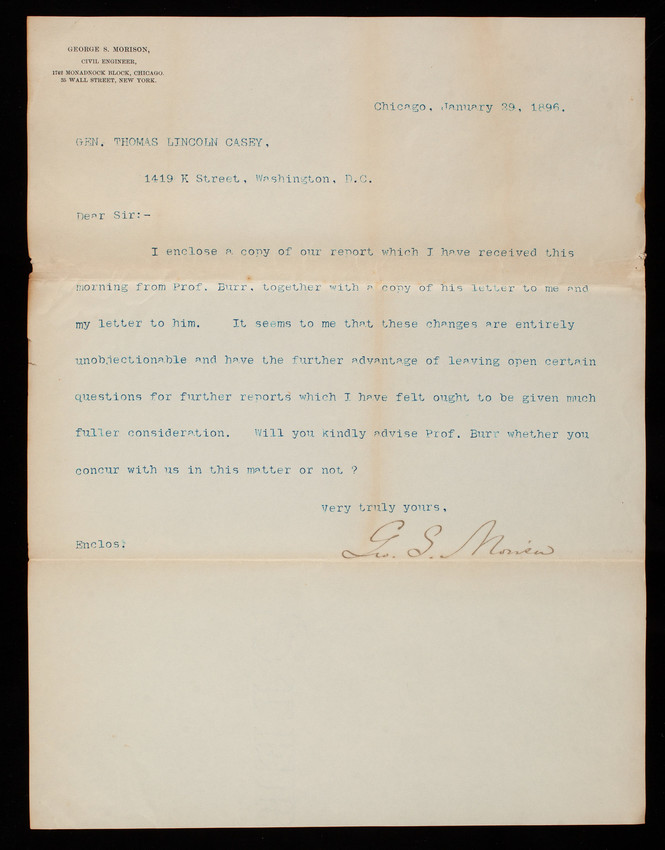 GEORGE S. MORISON,
CIVIL ENGINEER,
1742 MONADNOCK BLOCK, CHICAGO.
35 WALL STREET, NEW YORK.
Chicago, January 29, 1896.
GEN. THOMAS LINCOLN CASEY,
1419 K Street, Washington, D.C.
Dear Sir:-
I enclose a copy of our report which I have received this
morning from Prof. Burr, together with a copy of his letter to me and
my letter to him. It seems to me that these changes are entirely
unobjectionable and have the further advantage of leaving open certain
questions for further reports which I have felt ought to be given much
fuller consideration. Will you kindly advise Prof. Burr whether you
concur with us in this matter or not ?
Very truly yours,
Geo. S. Morison
Enclos: